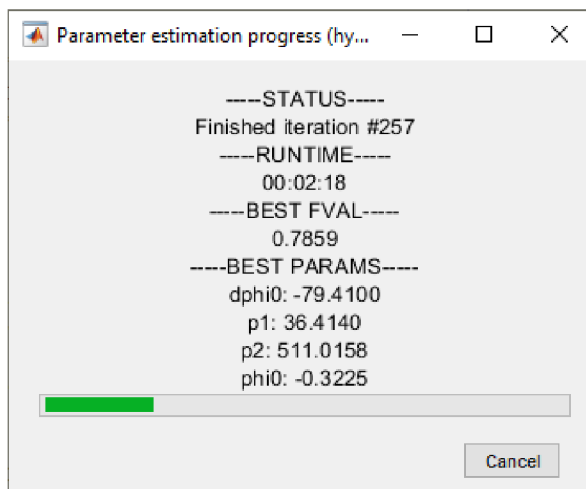 Parameter estimation progress (hy...
-----STATUS-----
Finished iteration #257
-----RUNTIME-----
00:02:18
-----BEST FVAL-----
0.7859
-----BEST PARAMS-----
dphi0: -79.4100
p1: 36.4140
p2: 511.0158
phi0: -0.3225
Cancel